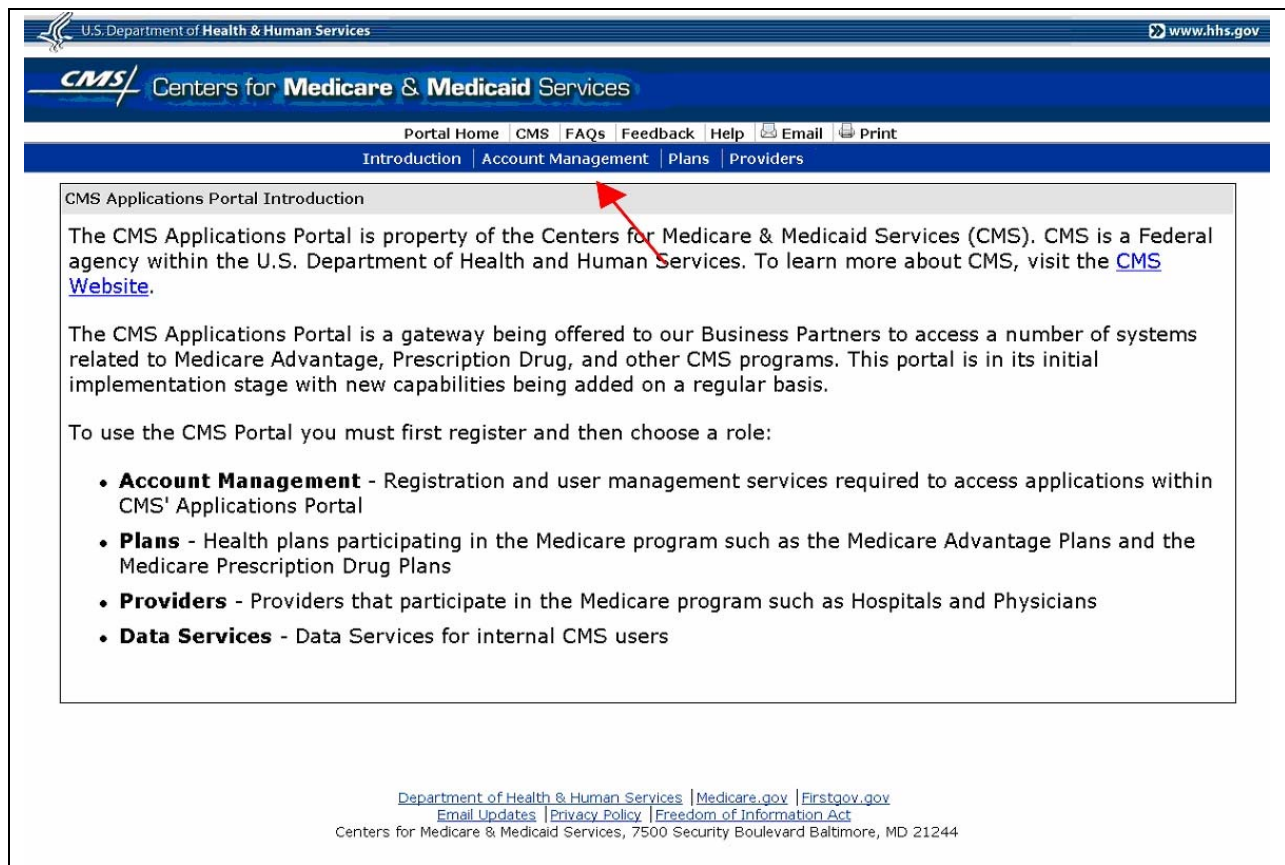 U.S. Department of Health & Human Services
www.hhs.gov
CMS Centers for Medicare & Medicaid Services
Portal Home | CMS | FAQs | Feedback | Help | Email | Print
Introduction | Account Management | Plans | Providers
CMS Applications Portal Introduction
The CMS Applications Portal is property of the Centers for Medicare & Medicaid Services (CMS). CMS is a Federal
agency within the U.S. Department of Health and Human Services. To learn more about CMS, visit the CMS
Website.
The CMS Applications Portal is a gateway being offered to our Business Partners to access a number of systems
related to Medicare Advantage, Prescription Drug, and other CMS programs. This portal is in its initial
implementation stage with new capabilities being added on a regular basis.
To use the CMS Portal you must first register and then choose a role:
• Account Management - Registration and user management services required to access applications within
CMS' Applications Portal
• Plans - Health plans participating in the Medicare program such as the Medicare Advantage Plans and the
Medicare Prescription Drug Plans
• Providers - Providers that participate in the Medicare program such as Hospitals and Physicians
• Data Services - Data Services for internal CMS users
Department of Health & Human Services | Medicare.gov | Firstgov.gov
Email Updates | Privacy Policy | Freedom of Information Act
Centers for Medicare & Medicaid Services, 7500 Security Boulevard Baltimore, MD 21244